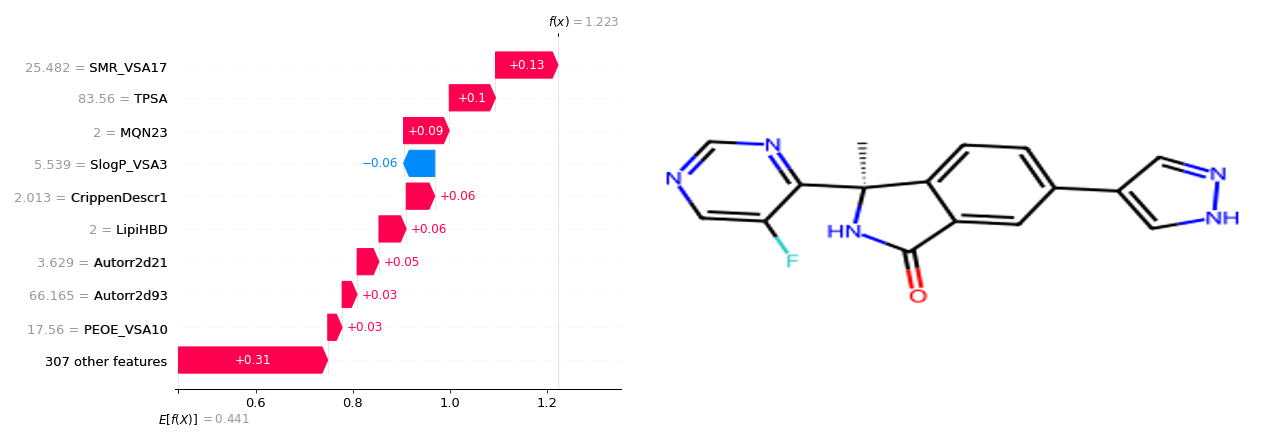 f(x) = 1.223
25.482 = SMR_VSA17
+0.13
83.56 = TPSA
+0.1
2 = MQN23
+0.09
5.539 = SlogP_VSA3
−0.06
2.013 = CrippenDescr1
+0.06
2 = LipiHBD
+0.06
3.629 = Autorr2d21
+0.05
66.165 = Autorr2d93
+0.03
17.56 = PEOE_VSA10
+0.03
307 other features
+0.31
0.6 0.8 1.0 1.2
E[f(X)] = 0.441
N
N
F
HN
O
N
NH